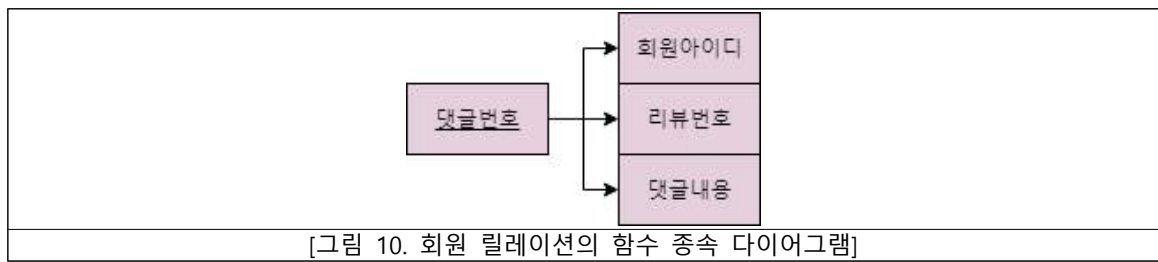 회원아이디
댓글번호
리뷰번호
댓글내용
[그림 10. 회원 릴레이션의 함수 종속 다이어그램]